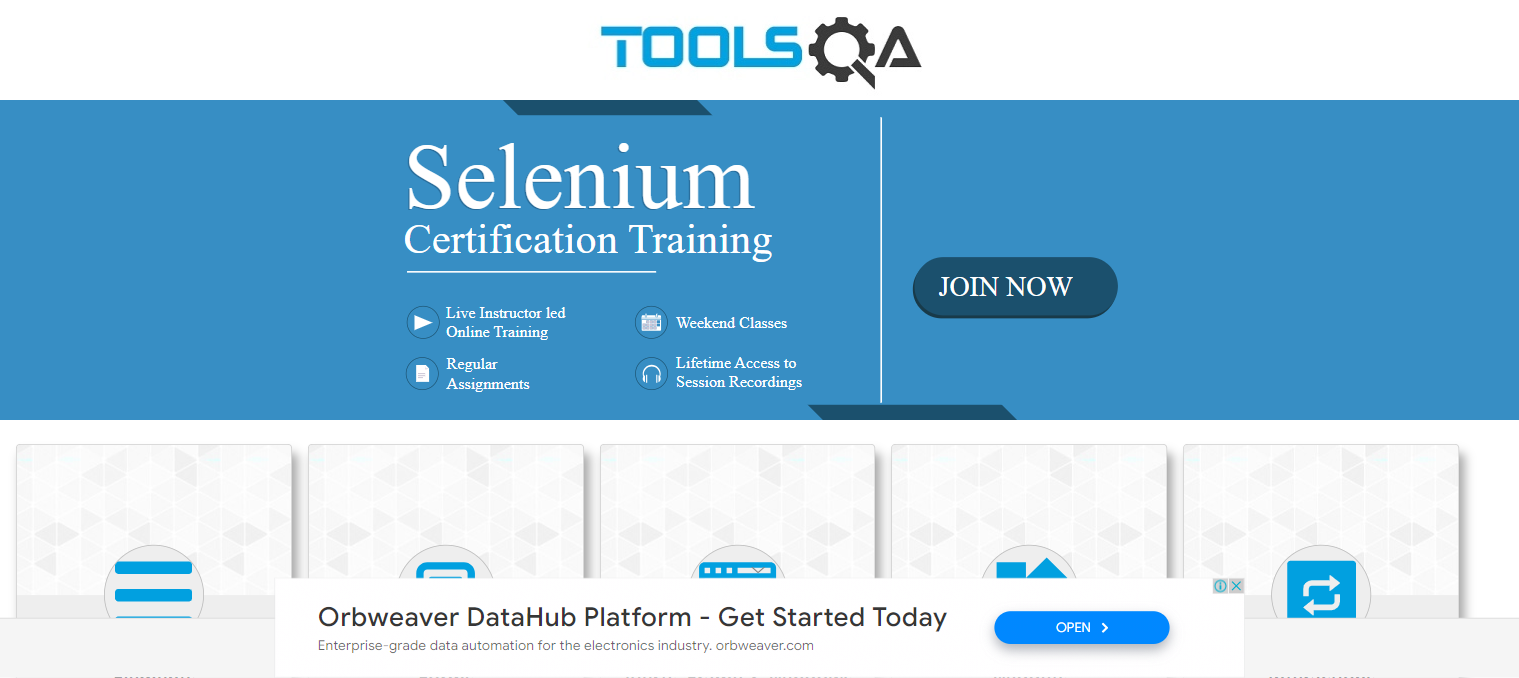 TOOLSQA
Selenium
Certification Training
Live Instructor led
Online Training
Weekend Classes
Regular
Assignments
Lifetime Access to
Session Recordings
JOIN NOW
Orbweaver DataHub Platform - Get Started Today
Enterprise-grade data automation for the electronics industry. orbweaver.com
OPEN